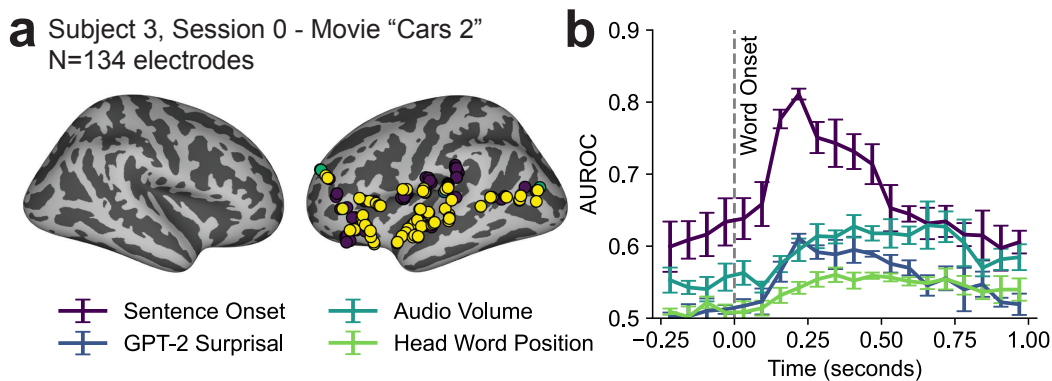 a Subject 3, Session 0 - Movie “Cars 2”
N=134 electrodes
Sentence Onset
GPT-2 Surprisal
Audio Volume
Head Word Position
b
AUROC
0.9
0.8
0.7
0.6
0.5
Word Onset
−0.25 0.00 0.25 0.50 0.75 1.00
Time (seconds)